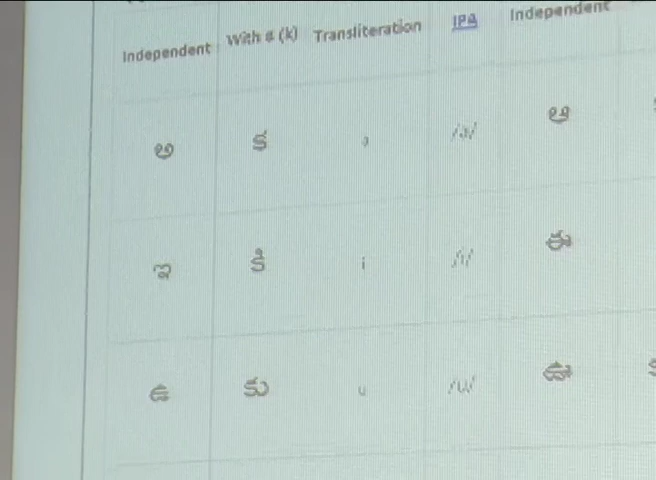 Independent With క (k) Transliteration IPA Independent
అ క a /a/ ఆ
ఇ కి i /i/ ఈ
ఉ కు u /u/ ఊ